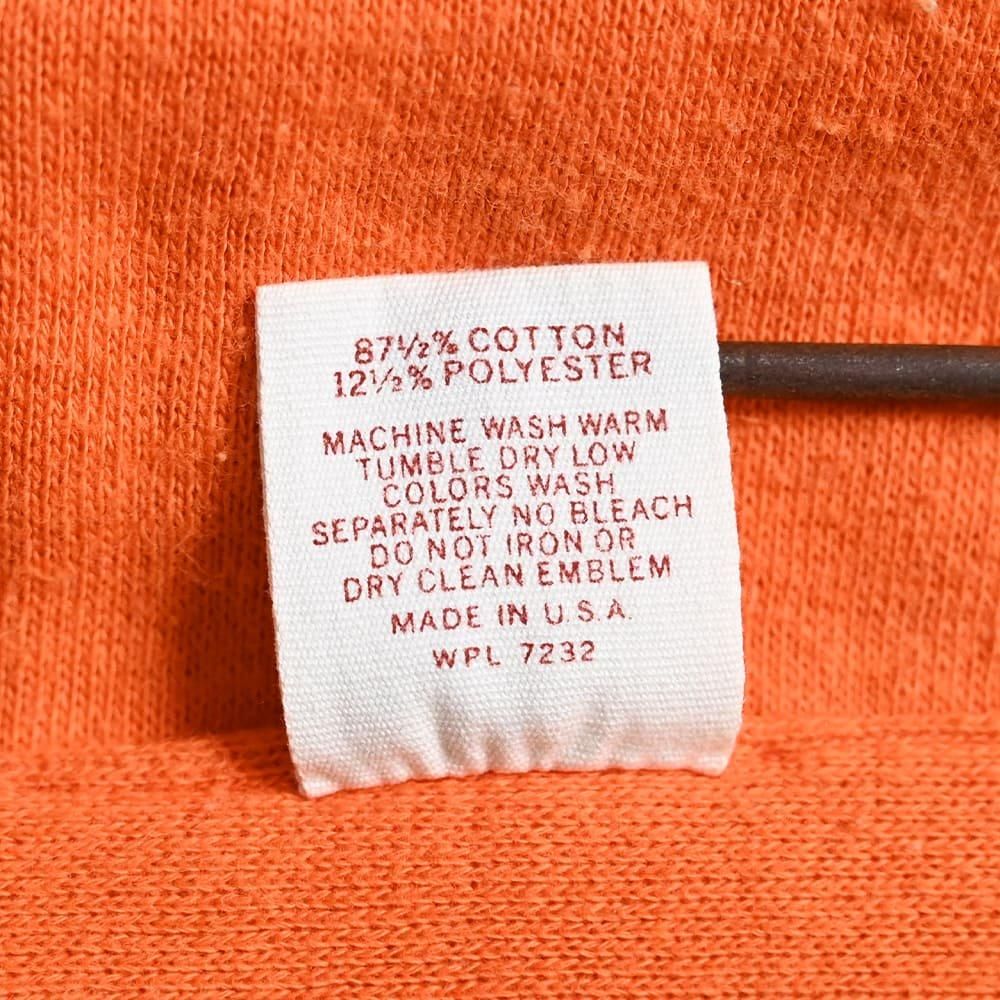 87½% COTTON
12½% POLYESTER
MACHINE WASH WARM
TUMBLE DRY LOW
COLORS WASH
SEPARATELY NO BLEACH
DO NOT IRON OR
DRY CLEAN EMBLEM
MADE IN U.S.A.
WPL 7232